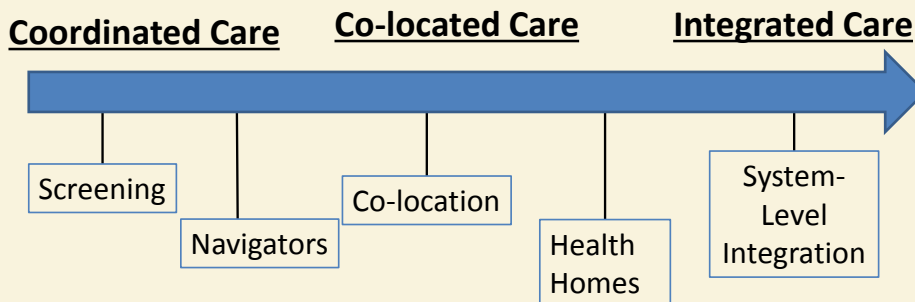 Coordinated Care
Co-located Care
Integrated Care
Screening
Navigators
Co-location
Health
Homes
System-
Level
Integration